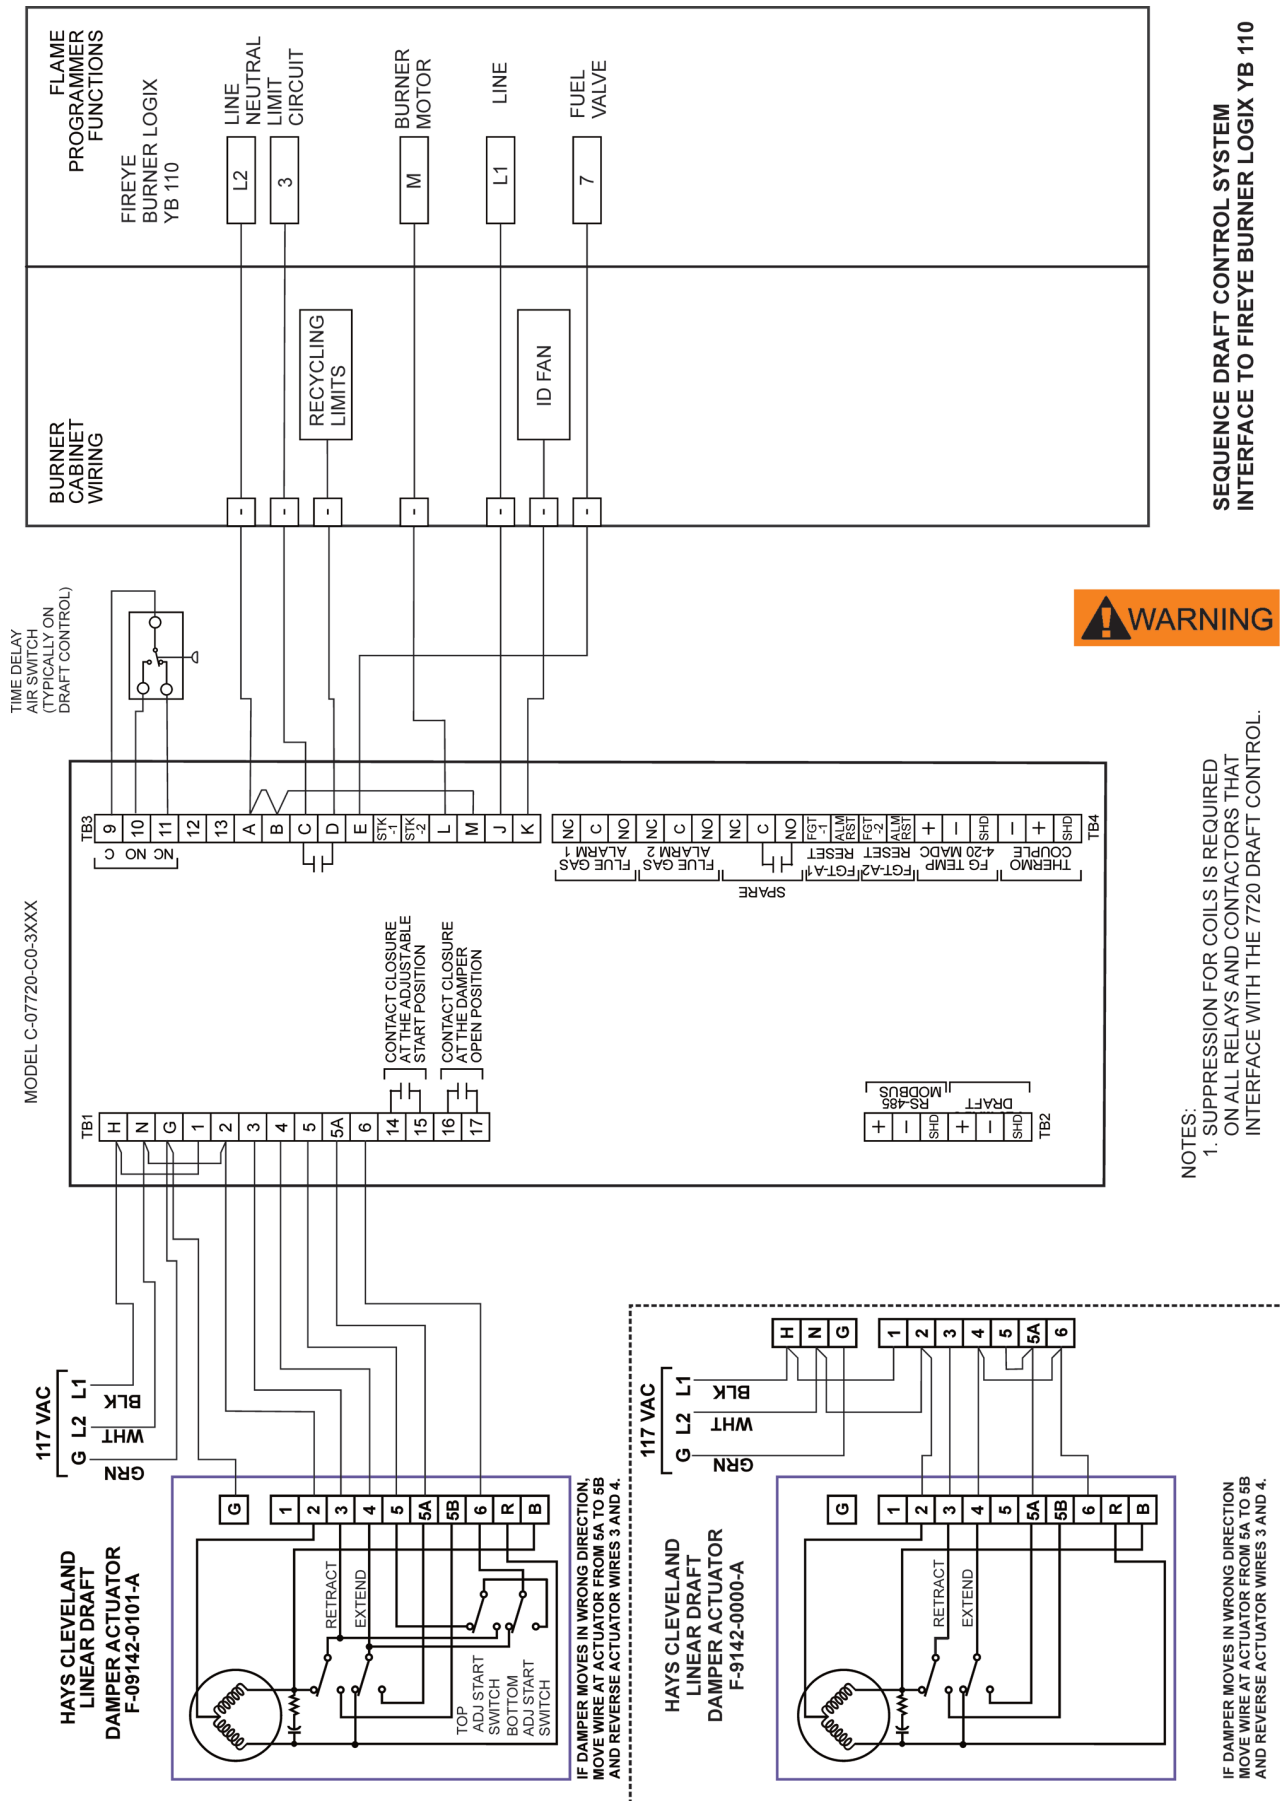 FLAME
PROGRAMMER
FUNCTIONS
FIREYE
BURNER LOGIX
YB 110
L2
LINE
NEUTRAL
3
LIMIT
CIRCUIT
M
BURNER
MOTOR
L1
LINE
7
FUEL
VALVE
BURNER
CABINET
WIRING
RECYCLING
LIMITS
ID FAN
-
-
-
-
-
-
-
SEQUENCE DRAFT CONTROL SYSTEM
INTERFACE TO FIREYE BURNER LOGIX YB 110
WARNING
TIME DELAY
AIR SWITCH
(TYPICALLY ON
DRAFT CONTROL)
MODEL C-07720-C0-3XXX
TB3
9
10
11
12
13
A
B
C
D
E
STK
-1
STK
-2
L
M
J
K
C
NO
NC
NC
C
NO
NC
C
NO
NC
C
NO
FGT
-1
ALM
RST
FGT
-2
ALM
RST
+
−
SHD
−
+
SHD
TB4
FLUE GAS
ALARM 1
FLUE GAS
ALARM 2
SPARE
FGT-A1
RESET
FGT-A2
RESET
FG TEMP
4-20 MADC
THERMO
COUPLE
CONTACT CLOSURE
AT THE ADJUSTABLE
START POSITION
CONTACT CLOSURE
AT THE DAMPER
OPEN POSITION
TB1
H
N
G
1
2
3
4
5
5A
6
14
15
16
17
MODBUS
RS-485
DRAFT
+
−
SHD
+
−
SHD
TB2
NOTES:
1. SUPPRESSION FOR COILS IS REQUIRED
ON ALL RELAYS AND CONTACTORS THAT
INTERFACE WITH THE 7720 DRAFT CONTROL.
117 VAC
G L2 L1
BLK
WHT
GRN
HAYS CLEVELAND
LINEAR DRAFT
DAMPER ACTUATOR
F-09142-0101-A
G
1
2
3
4
5
5A
5B
6
R
B
RETRACT
EXTEND
TOP
ADJ START
SWITCH
BOTTOM
ADJ START
SWITCH
IF DAMPER MOVES IN WRONG DIRECTION,
MOVE WIRE AT ACTUATOR FROM 5A TO 5B
AND REVERSE ACTUATOR WIRES 3 AND 4.
117 VAC
G L2 L1
BLK
WHT
GRN
H
N
G
1
2
3
4
5
5A
6
HAYS CLEVELAND
LINEAR DRAFT
DAMPER ACTUATOR
F-9142-0000-A
G
1
2
3
4
5
5A
5B
6
R
B
RETRACT
EXTEND
IF DAMPER MOVES IN WRONG DIRECTION
MOVE WIRE AT ACTUATOR FROM 5A TO 5B
AND REVERSE ACTUATOR WIRES 3 AND 4.